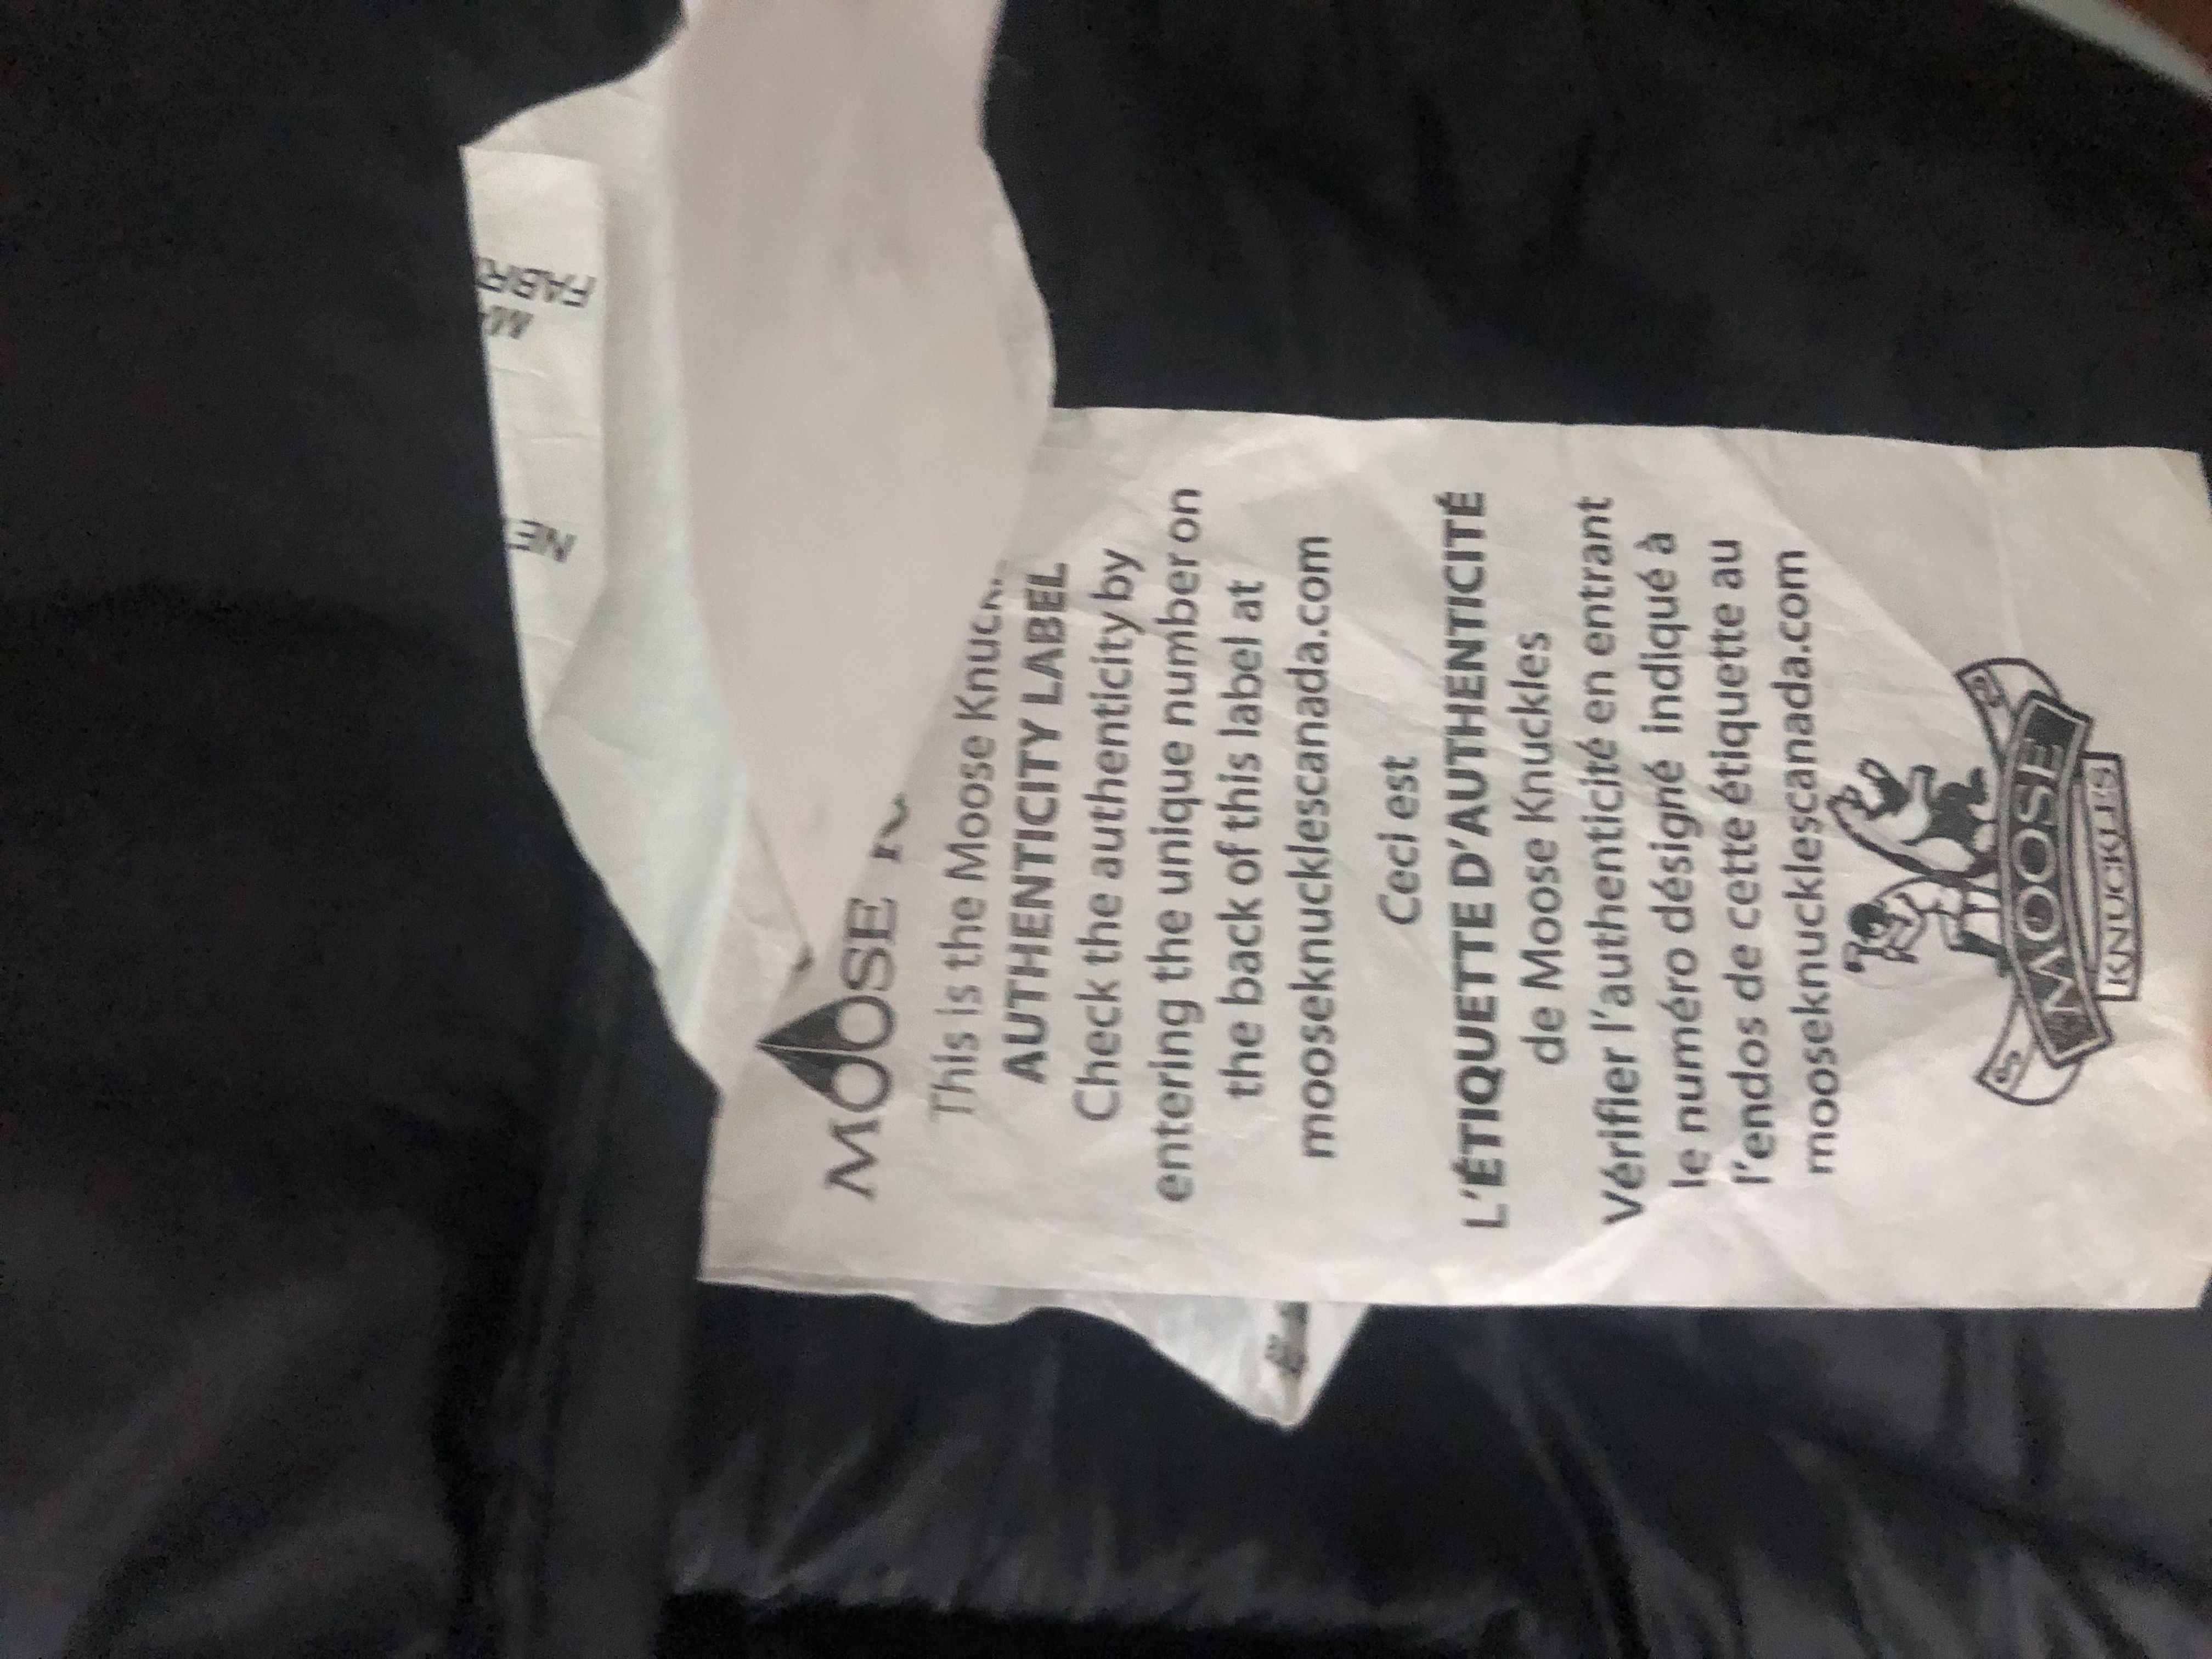 MOOSE
This is the Moose
AUTHENTICITY LABEL
Check the authenticity by
entering the unique number on
the back of this label at
mooseknucklescanada.com
Ceci est
L'ÉTIQUETTE D'AUTHENTICITÉ
de Moose Knuckles
Vérifier l'authenticité en entrant
le numéro désigné indiqué à
l'endos de cette étiquette au
mooseknucklescanada.com
MOOSE
KNUCKLES